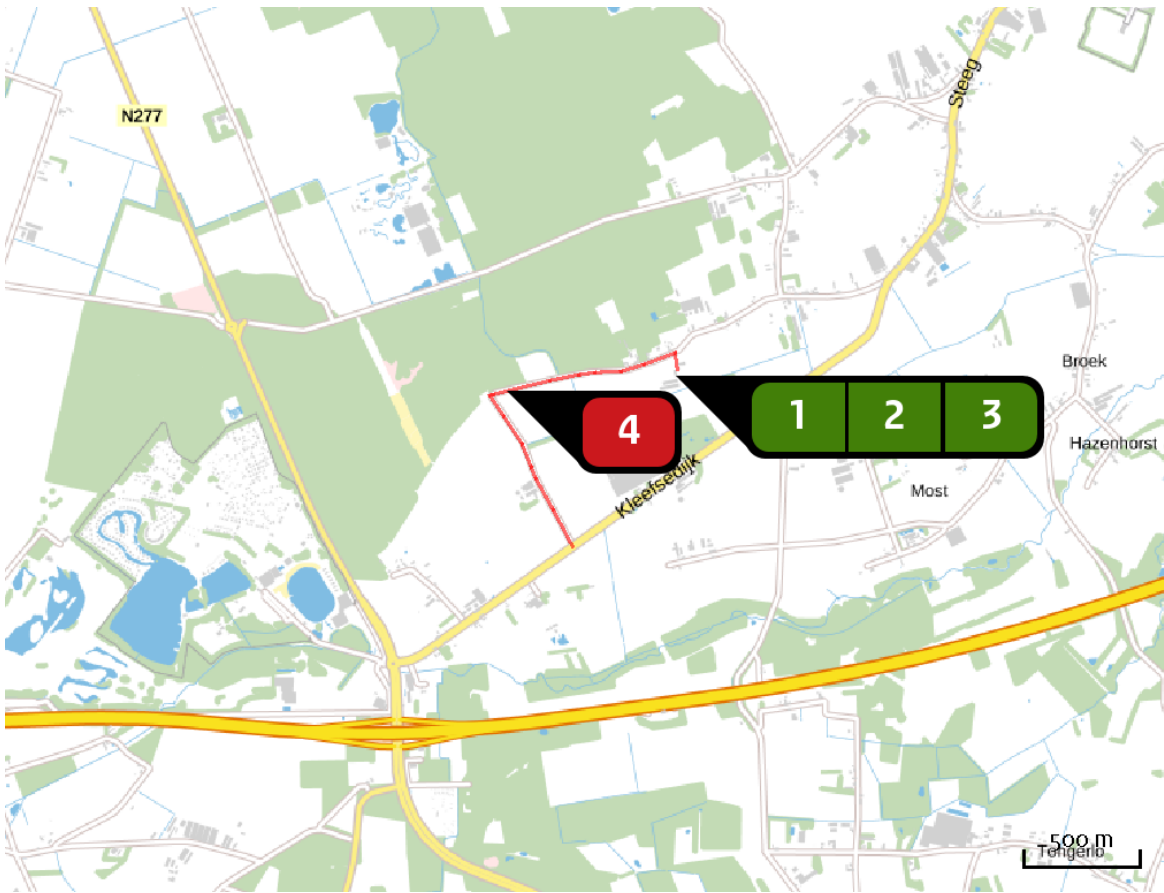 Steeg
N277
Broek
4
1 2 3
Hazenhorst
Kleefsedijk
Most
500 m
Tongerlo